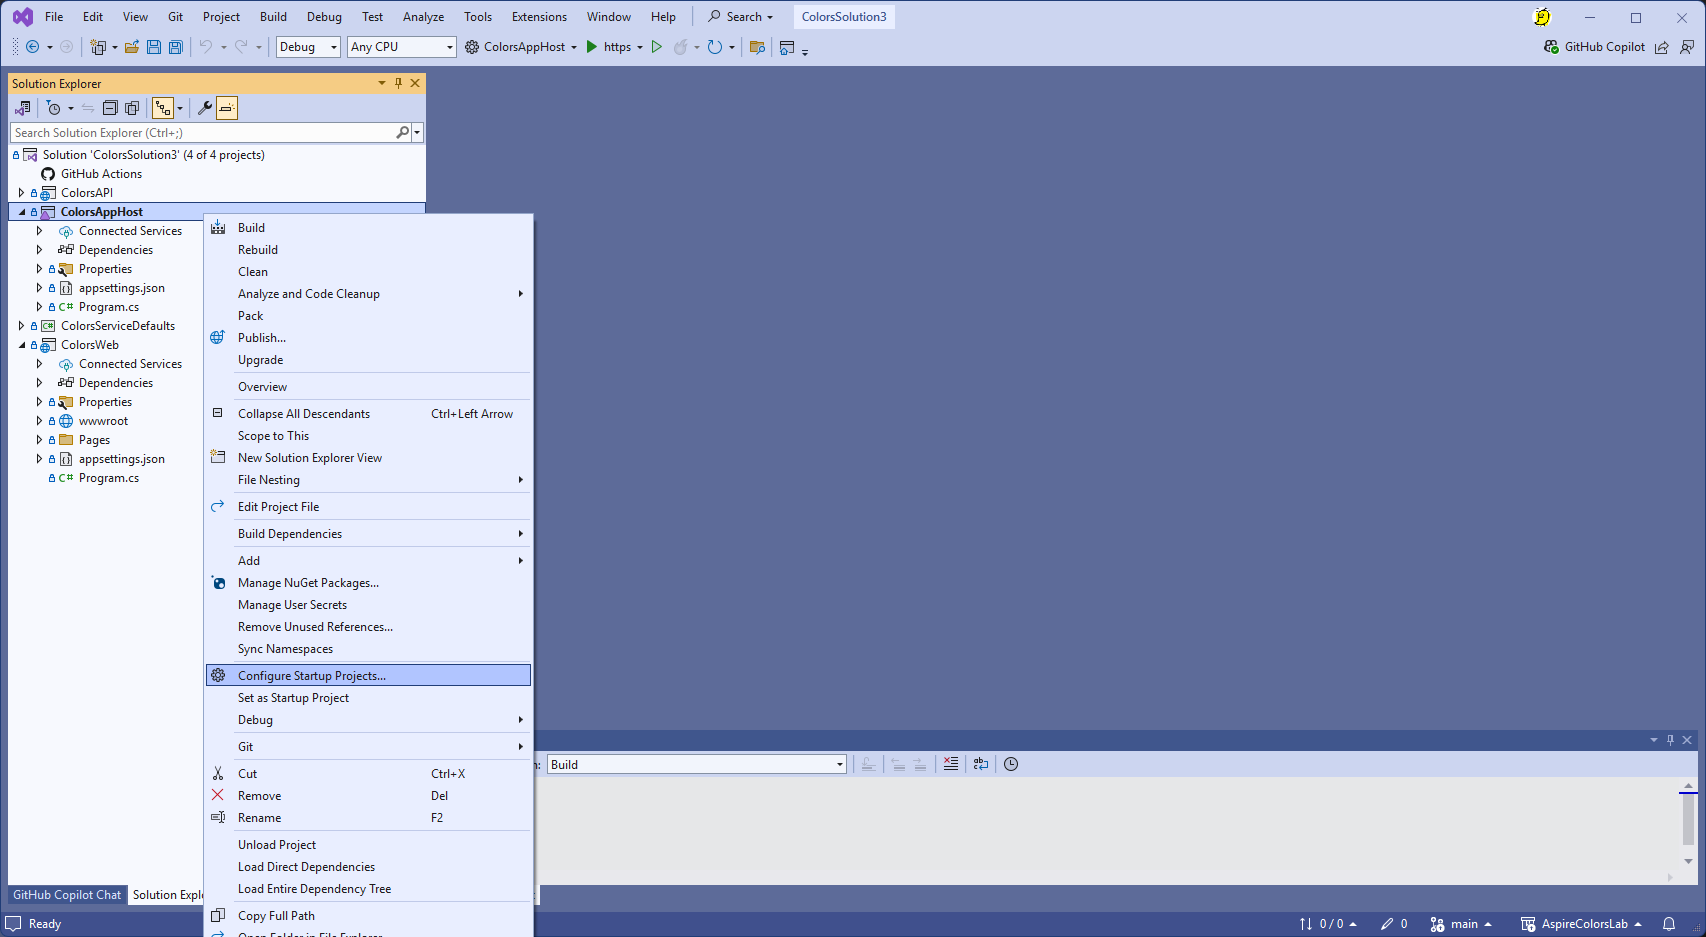 File Edit View Git Project Build Debug Test Analyze Tools Extensions Window Help Search ColorsSolution3
Debug Any CPU ColorsAppHost https GitHub Copilot
Solution Explorer
Search Solution Explorer (Ctrl+;)
Solution 'ColorsSolution3' (4 of 4 projects)
GitHub Actions
ColorsAPI
ColorsAppHost
Connected Services
Dependencies
Properties
appsettings.json
Program.cs
ColorsServiceDefaults
ColorsWeb
Connected Services
Dependencies
Properties
wwwroot
Pages
appsettings.json
Program.cs
Build
Rebuild
Clean
Analyze and Code Cleanup
Pack
Publish...
Upgrade
Overview
Collapse All Descendants Ctrl+Left Arrow
Scope to This
New Solution Explorer View
File Nesting
Edit Project File
Build Dependencies
Add
Manage NuGet Packages...
Manage User Secrets
Remove Unused References...
Sync Namespaces
Configure Startup Projects...
Set as Startup Project
Debug
Git
Cut Ctrl+X
Remove Del
Rename F2
Unload Project
Load Direct Dependencies
Load Entire Dependency Tree
Copy Full Path
Open Folder in File Explorer
Build
GitHub Copilot Chat Solution Explo
Ready 0 / 0 0 main AspireColorsLab